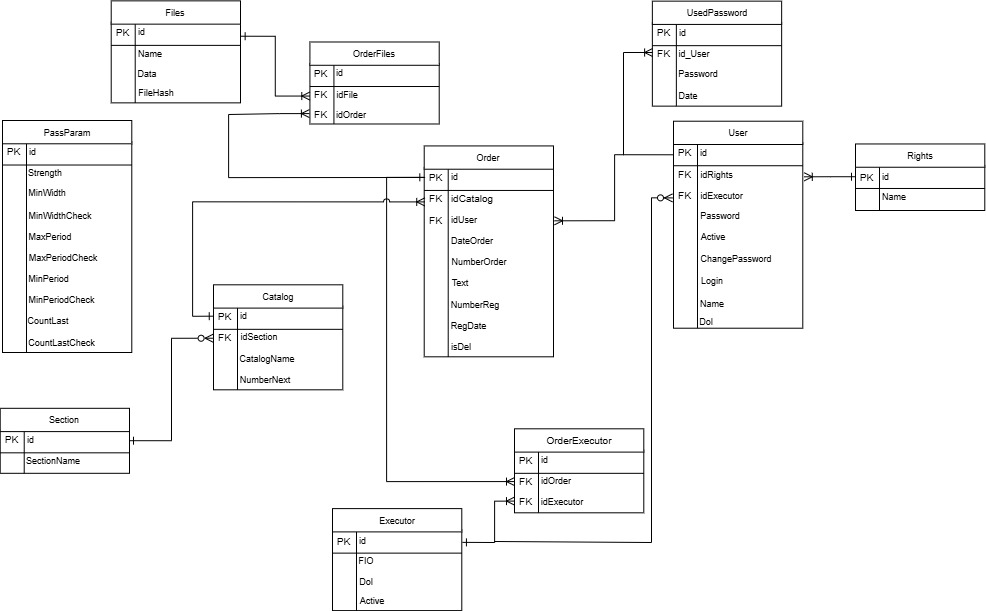 Files
PK id
Name
Data
FileHash
OrderFiles
PK id
FK idFile
FK idOrder
UsedPassword
PK id
FK id_User
Password
Date
PassParam
PK id
Strength
MinWidth
MinWidthCheck
MaxPeriod
MaxPeriodCheck
MinPeriod
MinPeriodCheck
CountLast
CountLastCheck
Order
PK id
FK idCatalog
FK idUser
DateOrder
NumberOrder
Text
NumberReg
RegDate
isDel
User
PK id
FK idRights
FK idExecutor
Password
Active
ChangePassword
Login
Name
Dol
Rights
PK id
Name
Catalog
PK id
FK idSection
CatalogName
NumberNext
Section
PK id
SectionName
OrderExecutor
PK id
FK idOrder
FK idExecutor
Executor
PK id
FIO
Dol
Active